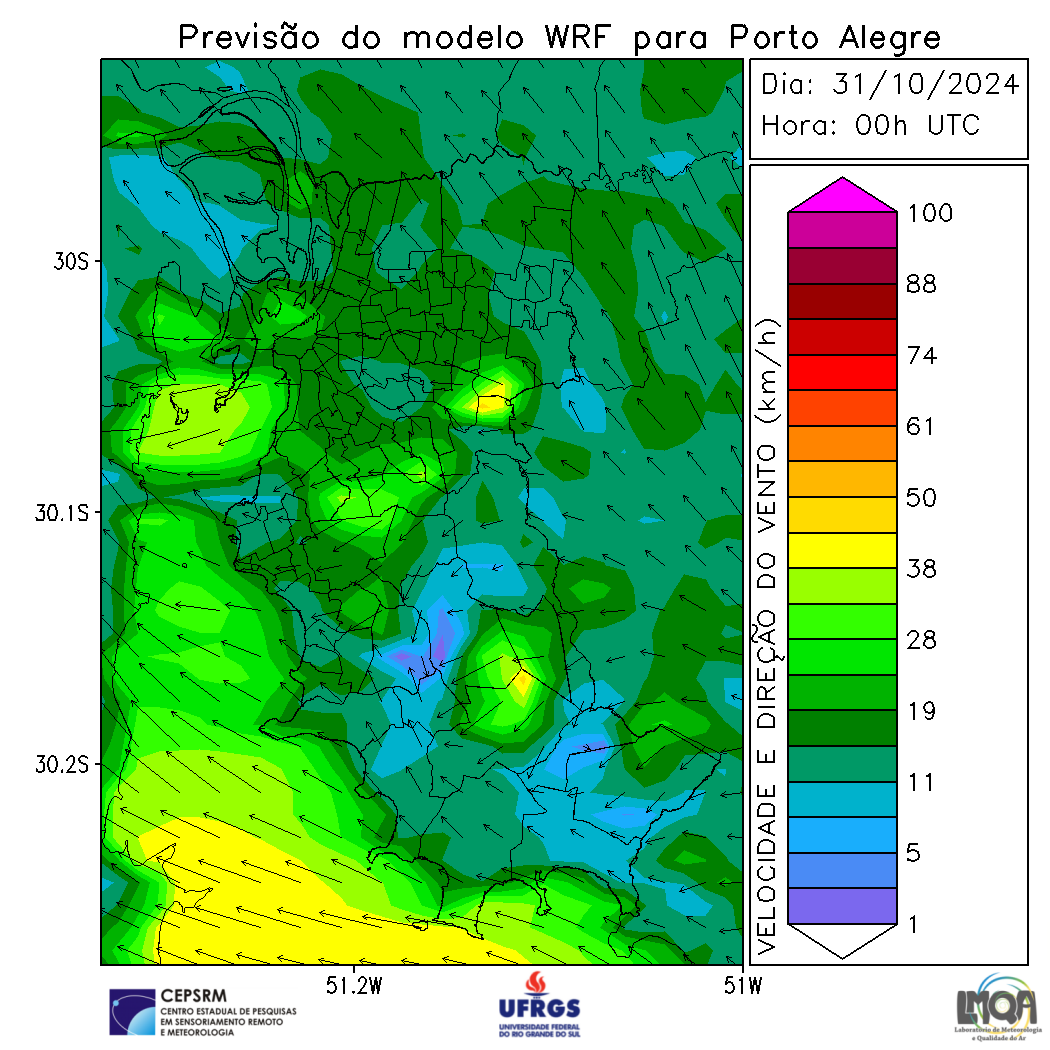 Previsão do modelo WRF para Porto Alegre
Dia: 31/10/2024
Hora: 00h UTC
30S
30.1S
30.2S
51.2W
51W
VELOCIDADE E DIREÇÃO DO VENTO (km/h)
100
88
74
61
50
38
28
19
11
5
1
CEPSRM
CENTRO ESTADUAL DE PESQUISAS
EM SENSORIAMENTO REMOTO
E METEOROLOGIA
UFRGS
UNIVERSIDADE FEDERAL
DO RIO GRANDE DO SUL
LMQA
Laboratório de Meteorologia
e Qualidade do Ar